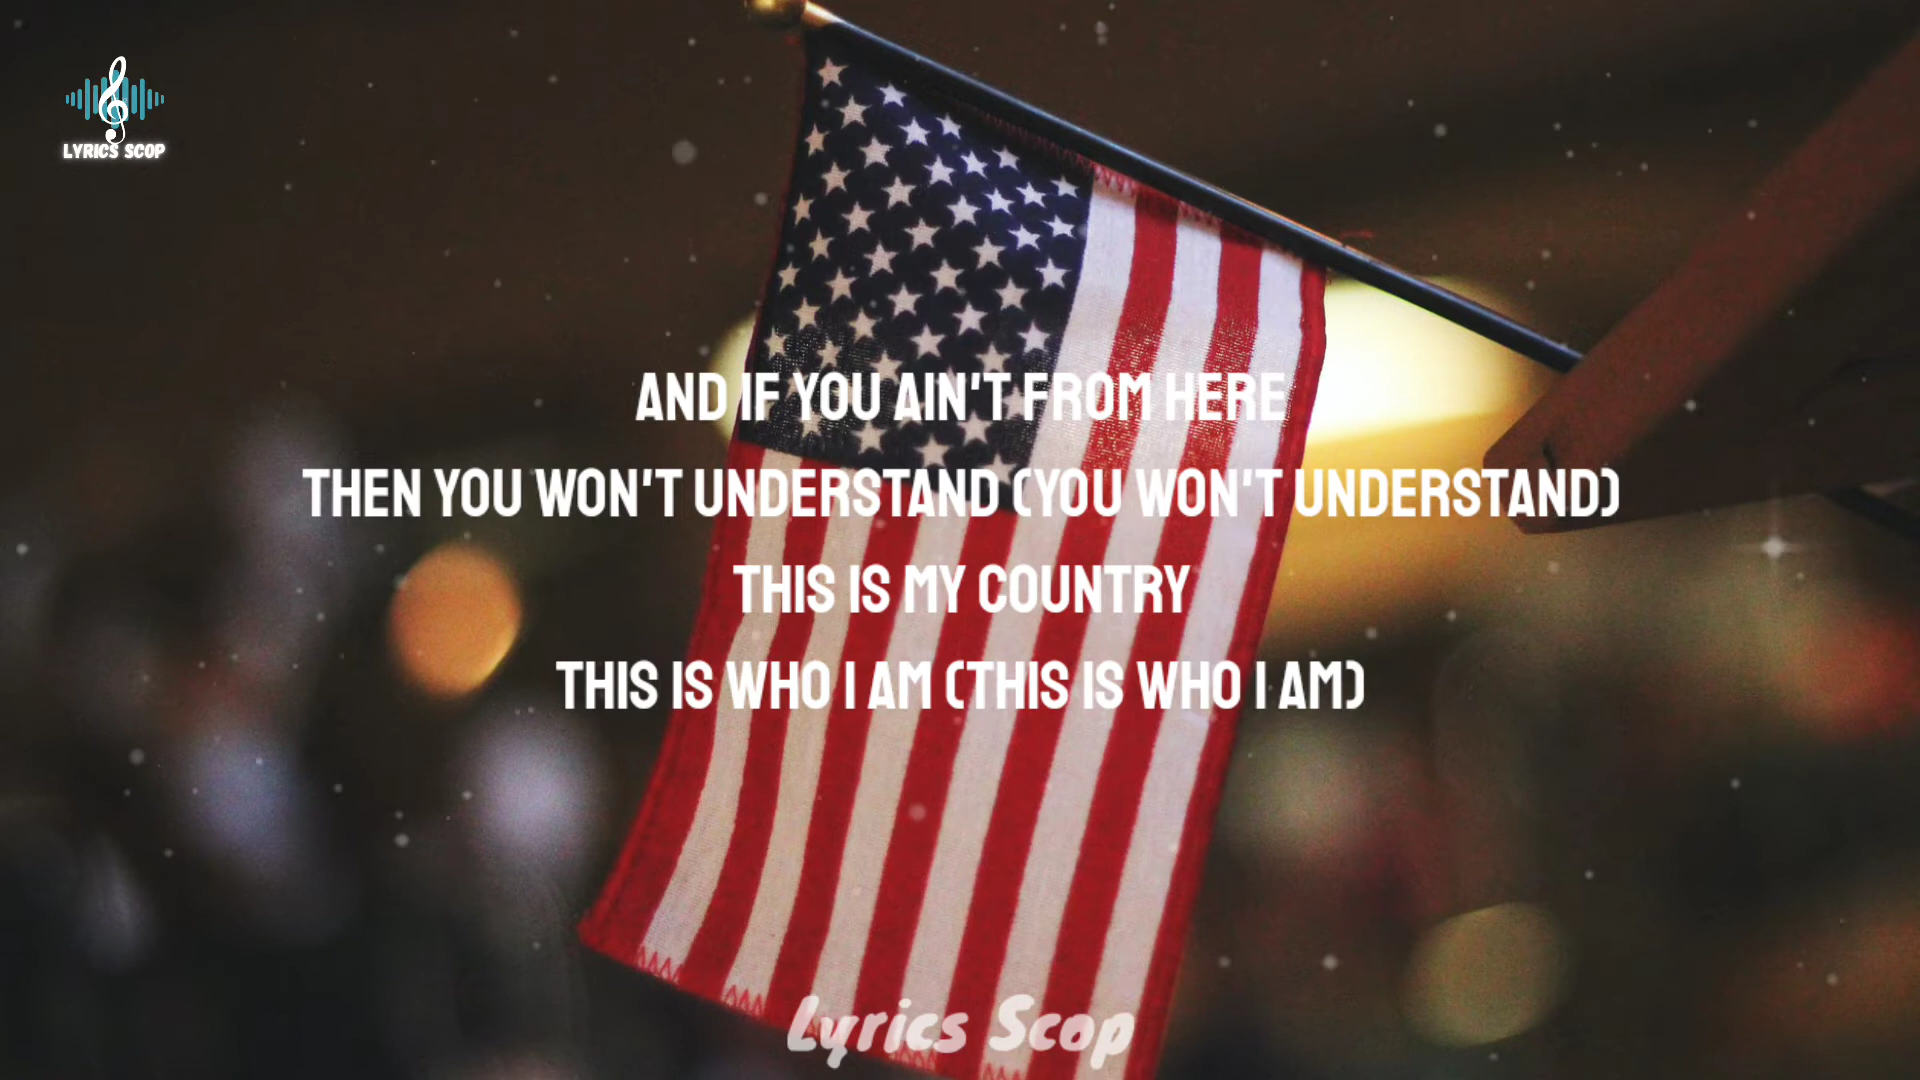 LYRICS SCOP
AND IF YOU AIN'T FROM HERE
THEN YOU WON'T UNDERSTAND (YOU WON'T UNDERSTAND)
THIS IS MY COUNTRY
THIS IS WHO I AM (THIS IS WHO I AM)
Lyrics Scop